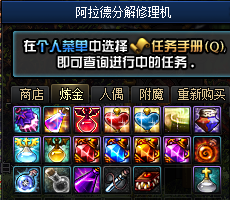 阿拉德分解修理机
在个人菜单中选择 任务手册(Q),
即可查询进行中的任务.
商店 炼金 人偶 附魔 重新购买